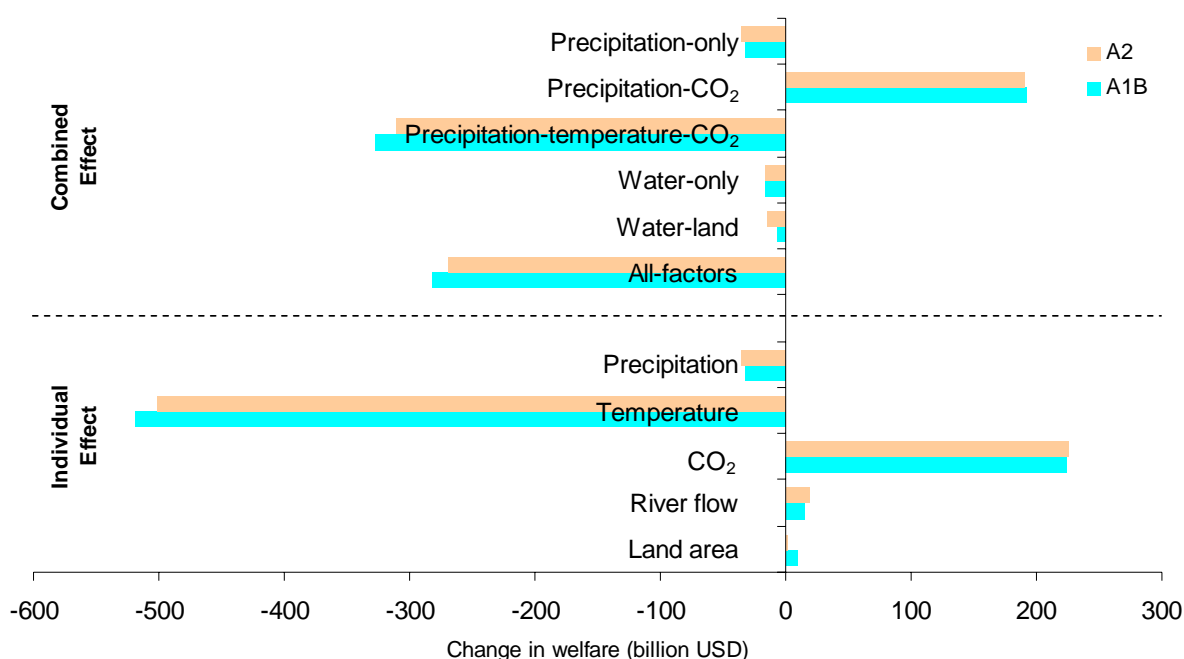 Precipitation-only
Precipitation-CO₂
Precipitation-temperature-CO₂
Water-only
Water-land
All-factors
Combined
Effect
A2
A1B
Precipitation
Temperature
CO₂
River flow
Land area
Individual
Effect
-600 -500 -400 -300 -200 -100 0 100 200 300
Change in welfare (billion USD)